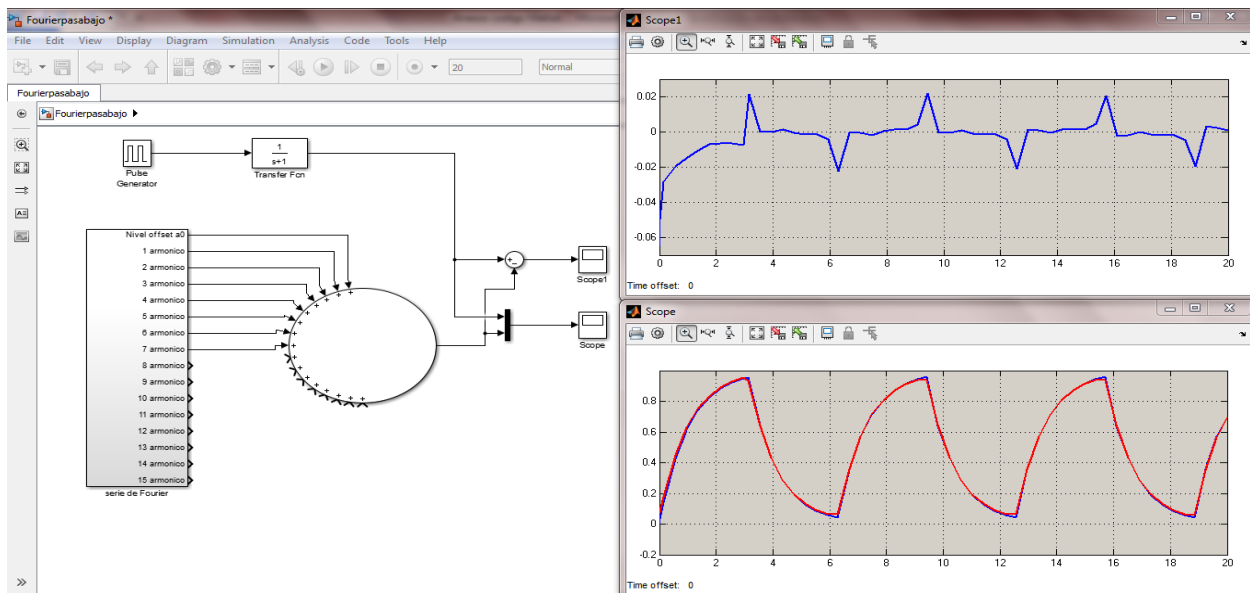 Fourierpasabajo *
File Edit View Display Diagram Simulation Analysis Code Tools Help
20
Normal
Fourierpasabajo
Fourierpasabajo
Pulse
Generator
1
s+1
Transfer Fcn
Nivel offset a0
1 armonico
2 armonico
3 armonico
4 armonico
5 armonico
6 armonico
7 armonico
8 armonico
9 armonico
10 armonico
11 armonico
12 armonico
13 armonico
14 armonico
15 armonico
serie de Fourier
Scope1
Scope
Scope1
0.02
0
-0.02
-0.04
-0.06
0 2 4 6 8 10 12 14 16 18 20
Time offset: 0
Scope
0.8
0.6
0.4
0.2
0
-0.2
0 2 4 6 8 10 12 14 16 18 20
Time offset: 0